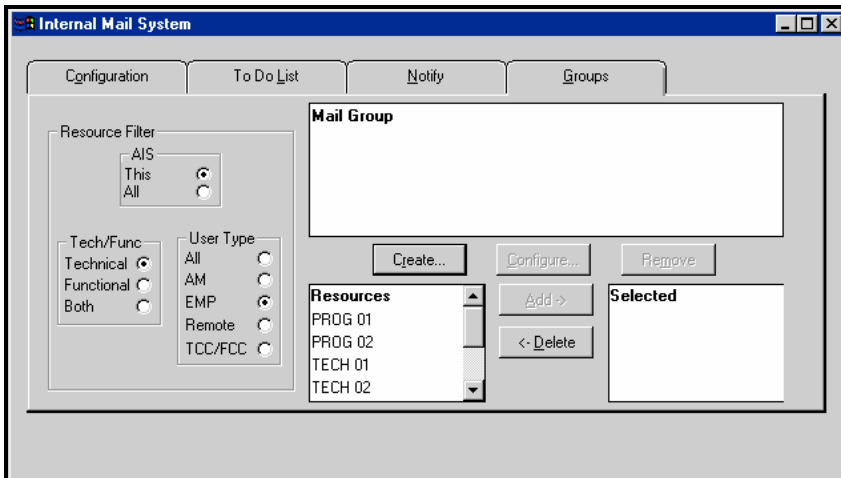 Internal Mail System
Configuration To Do List Notify Groups
Resource Filter
AIS
This
All
Tech/Func
Technical
Functional
Both
User Type
All
AM
EMP
Remote
TCC/FCC
Mail Group
Create... Configure... Remove
Resources
PROG 01
PROG 02
TECH 01
TECH 02
Add ->
<- Delete
Selected